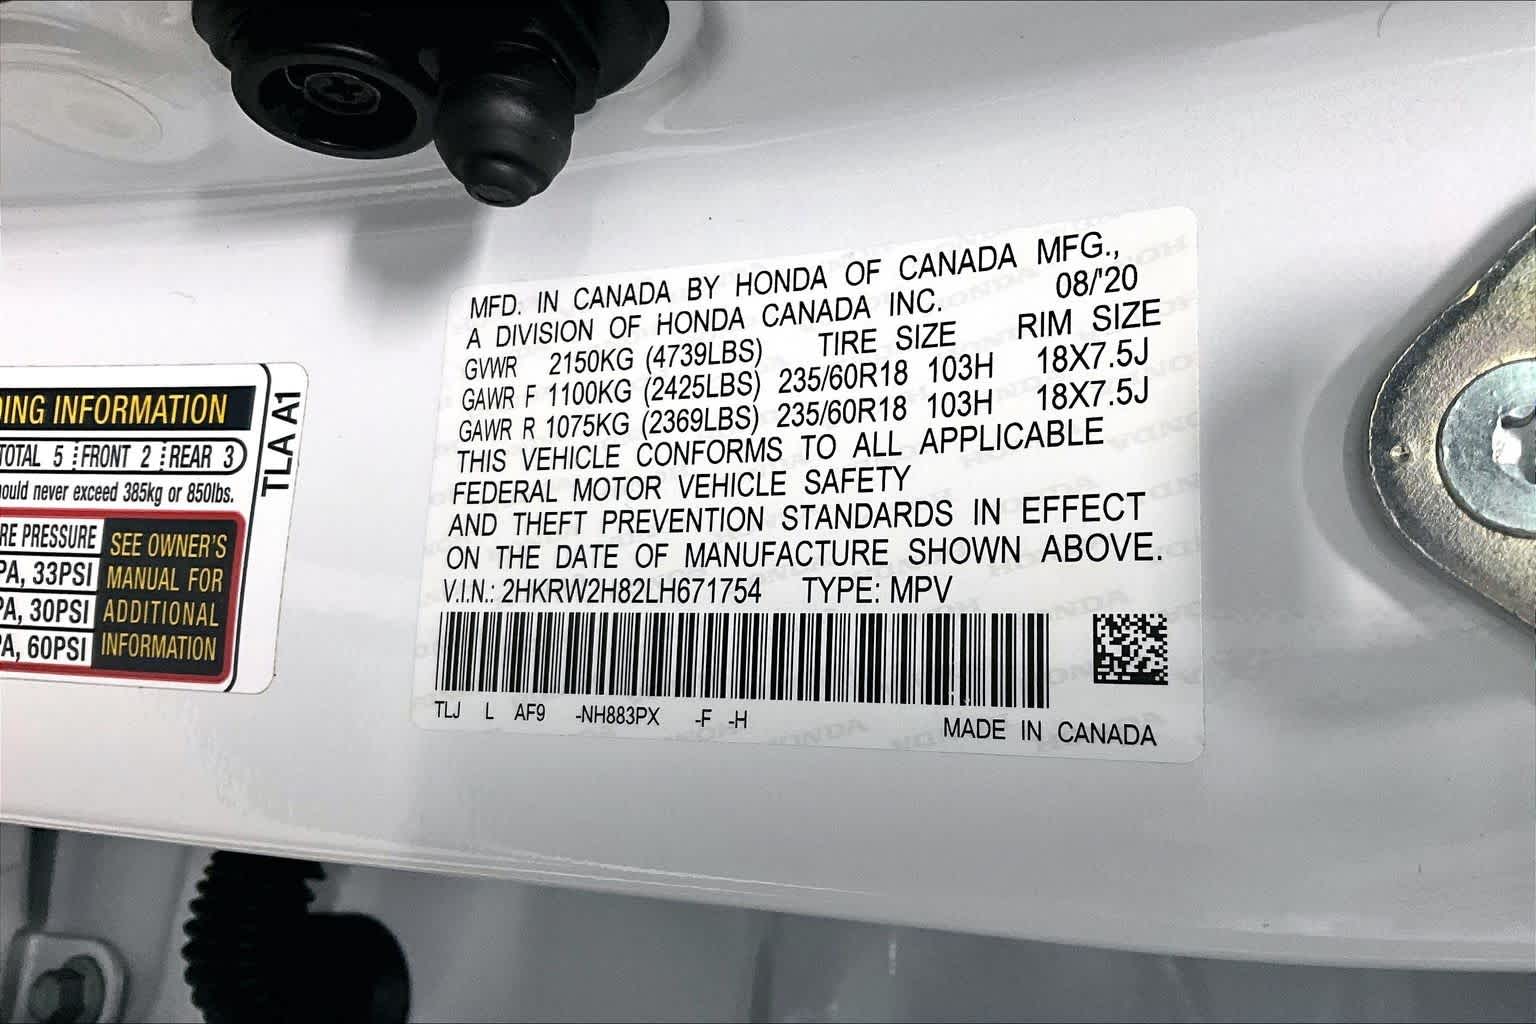 DING INFORMATION
TOTAL 5 FRONT 2 REAR 3
ould never exceed 385kg or 850lbs.
RE PRESSURE
PA, 33PSI
PA, 30PSI
PA, 60PSI
SEE OWNER'S
MANUAL FOR
ADDITIONAL
INFORMATION
TLA A1
MFD. IN CANADA BY HONDA OF CANADA MFG.,
A DIVISION OF HONDA CANADA INC. 08/'20
GVWR 2150KG (4739LBS) TIRE SIZE RIM SIZE
GAWR F 1100KG (2425LBS) 235/60R18 103H 18X7.5J
GAWR R 1075KG (2369LBS) 235/60R18 103H 18X7.5J
THIS VEHICLE CONFORMS TO ALL APPLICABLE
FEDERAL MOTOR VEHICLE SAFETY
AND THEFT PREVENTION STANDARDS IN EFFECT
ON THE DATE OF MANUFACTURE SHOWN ABOVE.
V.I.N.: 2HKRW2H82LH671754 TYPE: MPV
TLJ L AF9 -NH883PX -F -H
MADE IN CANADA